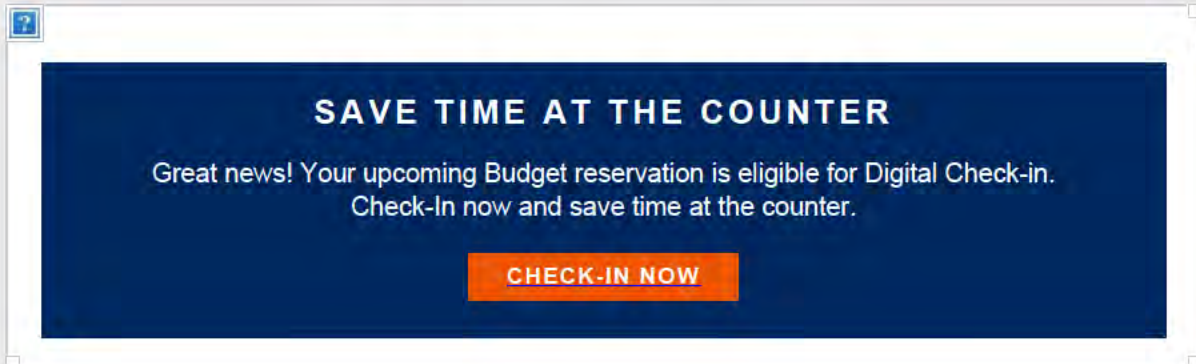 SAVE TIME AT THE COUNTER
Great news! Your upcoming Budget reservation is eligible for Digital Check-in.
Check-In now and save time at the counter.
CHECK-IN NOW